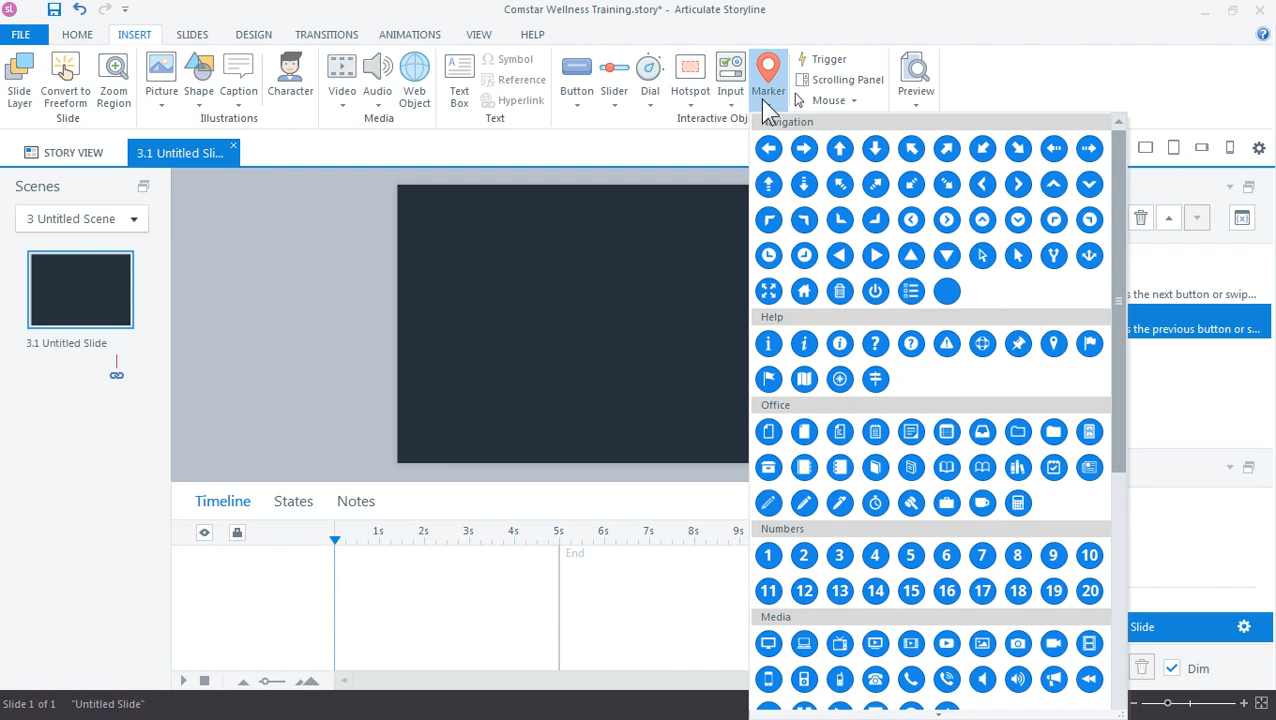 sl
Comstar Wellness Training.story* - Articulate Storyline
FILE HOME INSERT SLIDES DESIGN TRANSITIONS ANIMATIONS VIEW HELP
Slide Layer
Convert to Freeform
Zoom Region
Picture
Shape
Caption
Character
Illustrations
Video
Audio
Web Object
Media
Text Box
Symbol
Reference
Hyperlink
Text
Button
Slider
Dial
Hotspot
Input
Marker
Trigger
Scrolling Panel
Mouse
Interactive Obj
Preview
STORY VIEW
3.1 Untitled Sli...
Scenes
3 Untitled Scene
3.1 Untitled Slide
Navigation
Help
Office
Numbers
1 2 3 4 5 6 7 8 9 10
11 12 13 14 15 16 17 18 19 20
Media
s the next button or swip...
s the previous button or s...
Timeline States Notes
1s 2s 3s 4s 5s 6s 7s 8s 9s
End
Slide
Dim
Slide 1 of 1 "Untitled Slide"